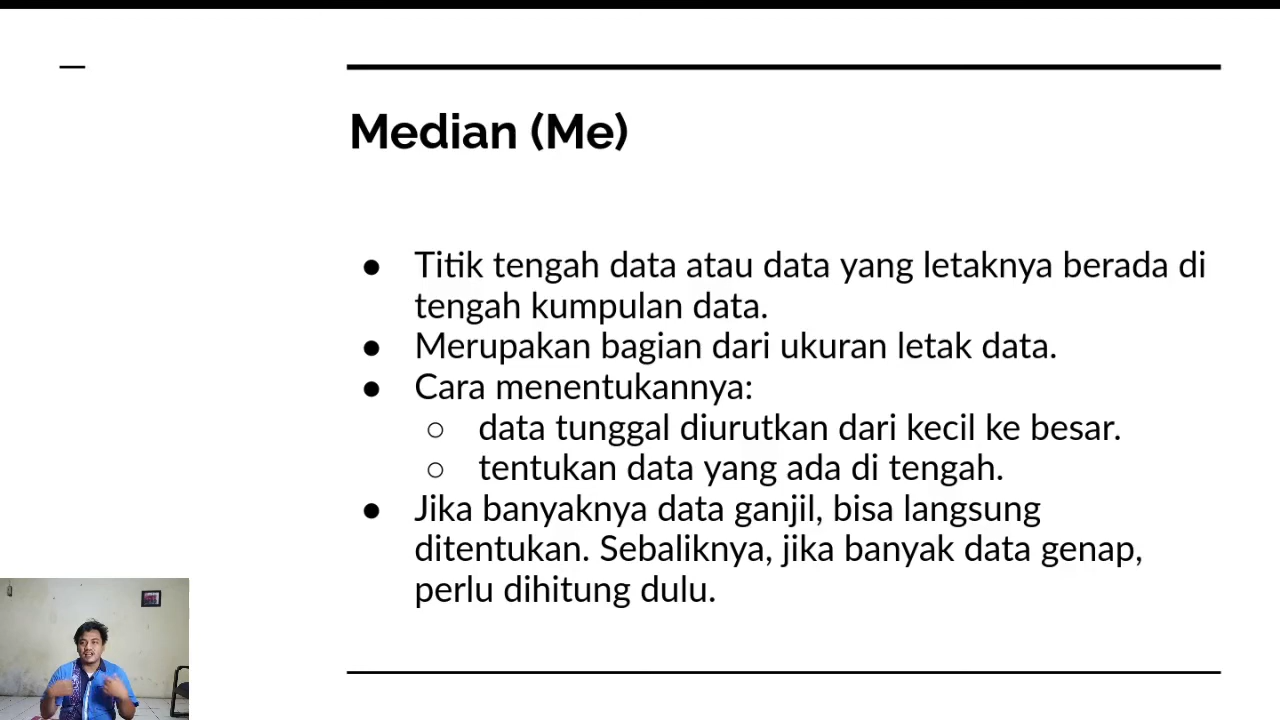 Median (Me)
● Titik tengah data atau data yang letaknya berada di
tengah kumpulan data.
● Merupakan bagian dari ukuran letak data.
● Cara menentukannya:
○ data tunggal diurutkan dari kecil ke besar.
○ tentukan data yang ada di tengah.
● Jika banyaknya data ganjil, bisa langsung
ditentukan. Sebaliknya, jika banyak data genap,
perlu dihitung dulu.